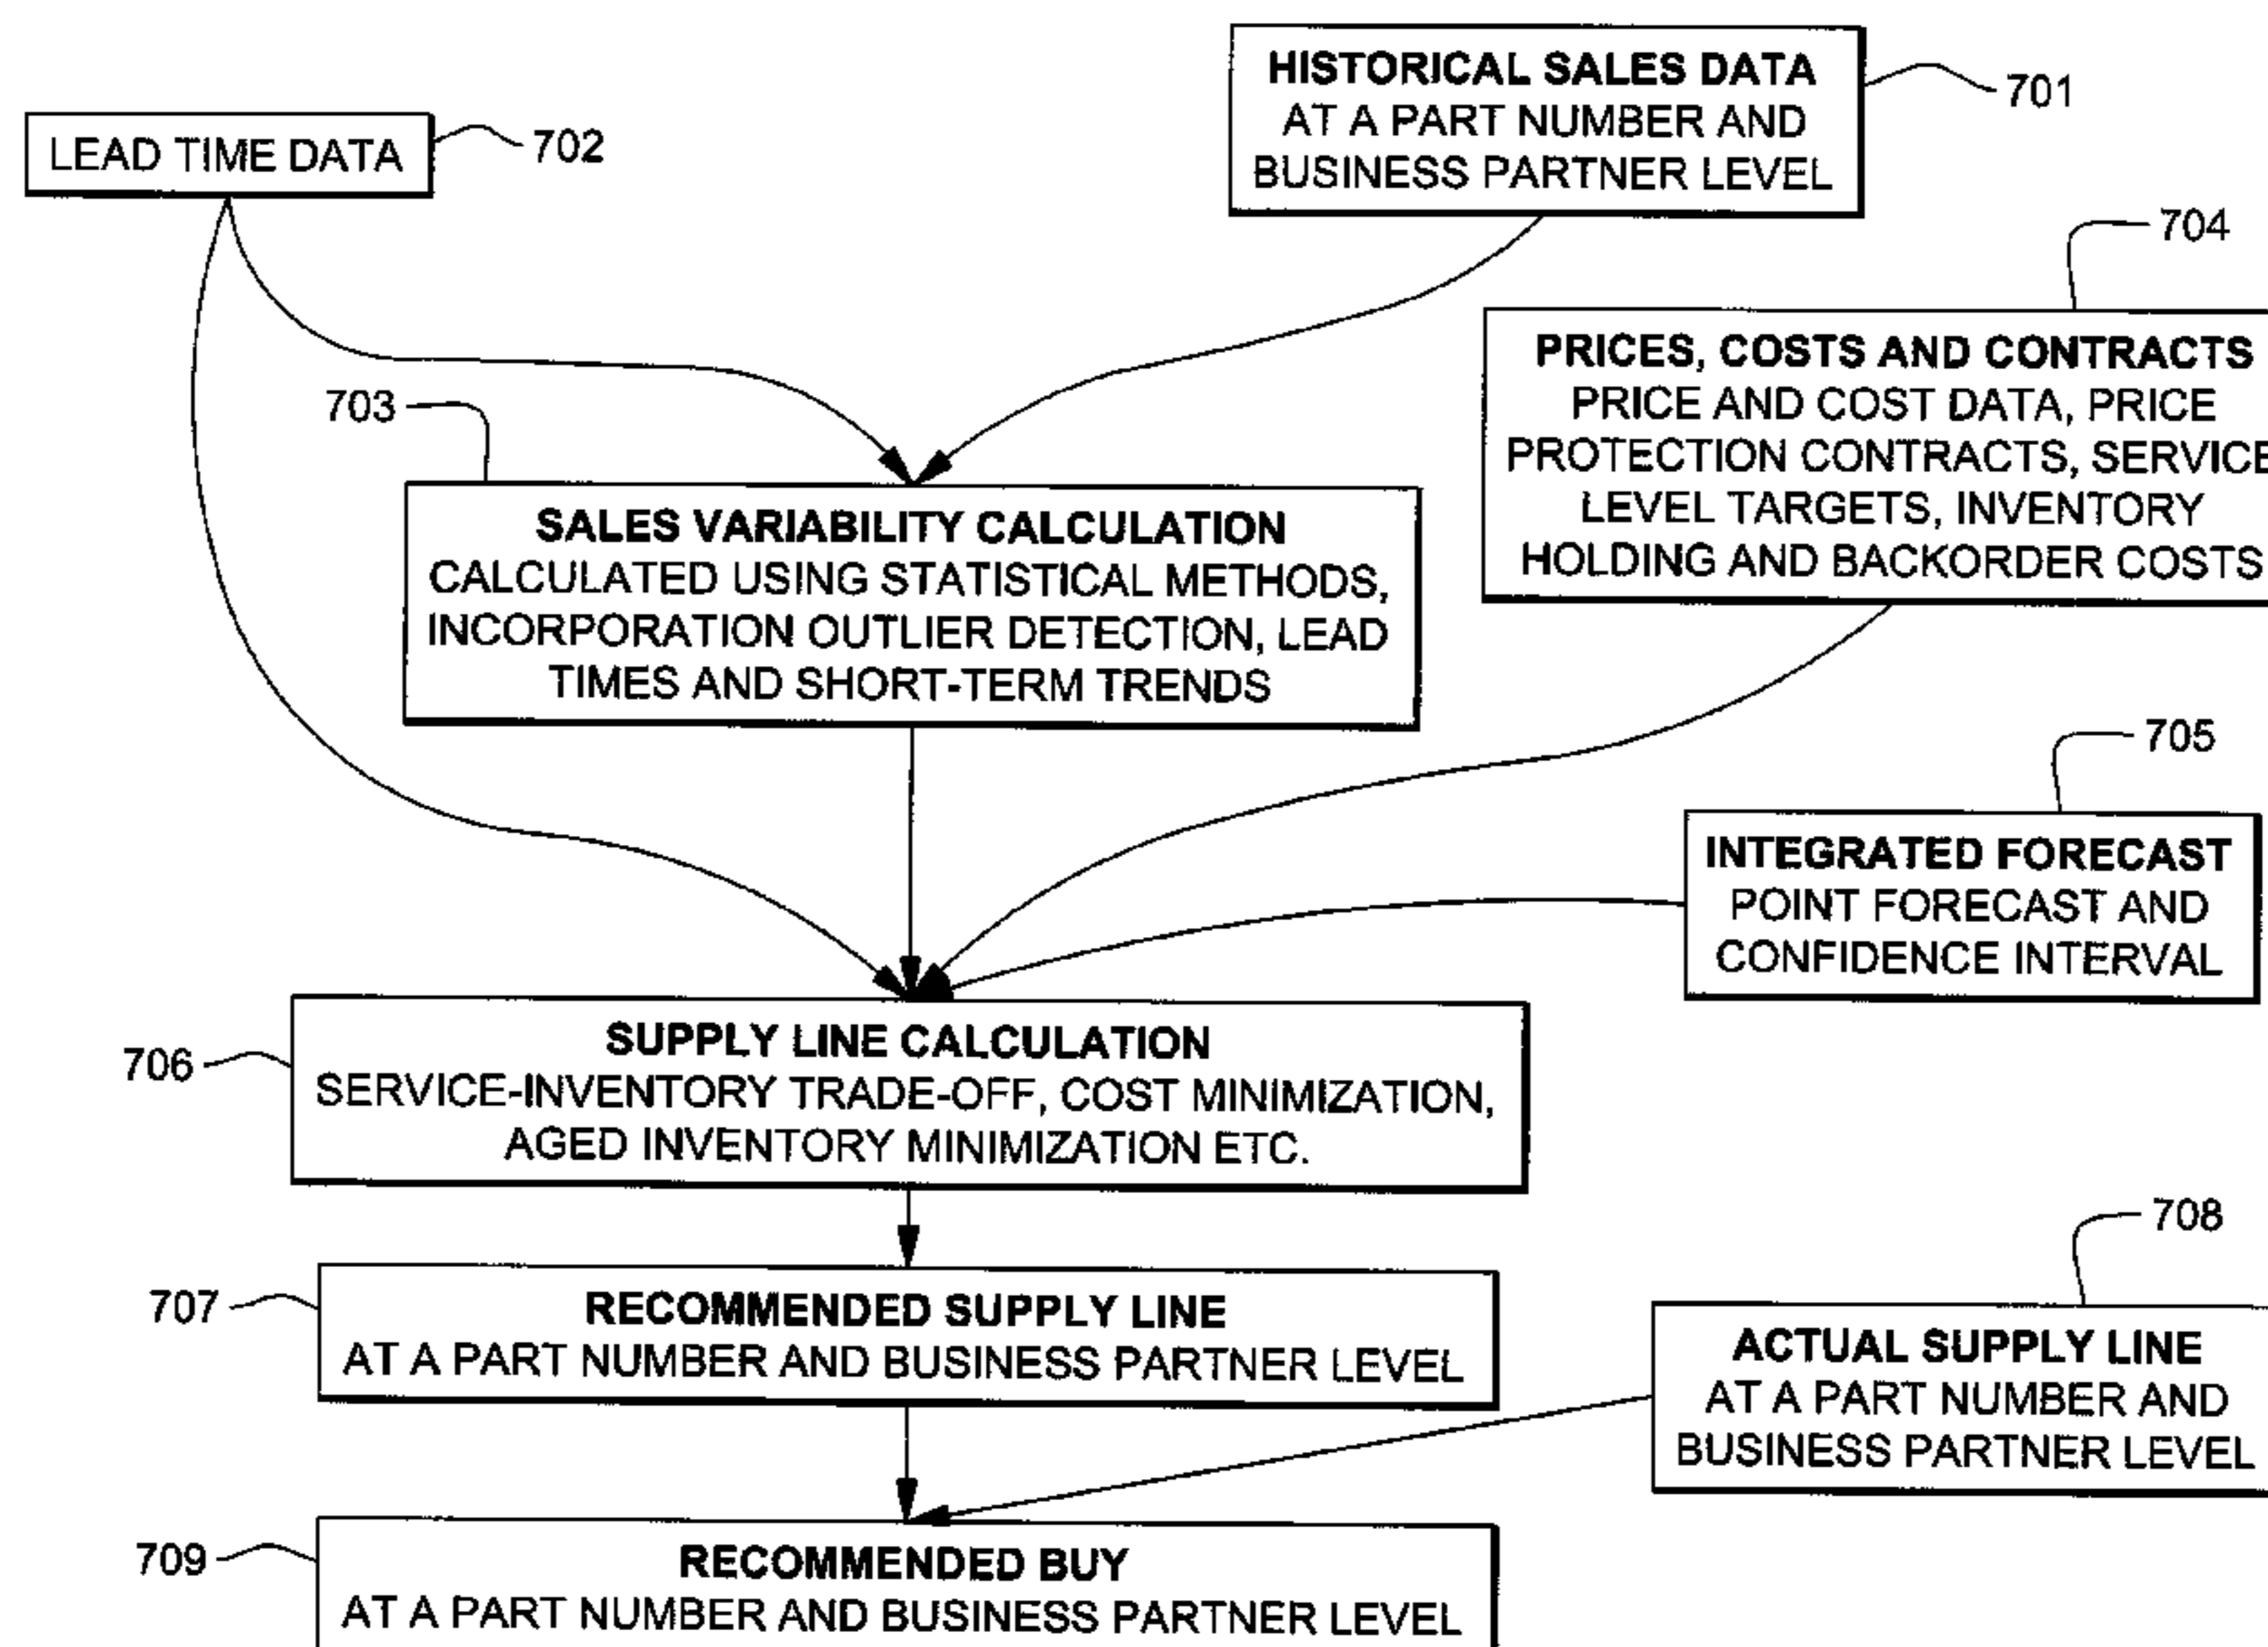 HISTORICAL SALES DATA
AT A PART NUMBER AND
BUSINESS PARTNER LEVEL
701
LEAD TIME DATA
702
704
PRICES, COSTS AND CONTRACTS
PRICE AND COST DATA, PRICE
PROTECTION CONTRACTS, SERVICE
LEVEL TARGETS, INVENTORY
HOLDING AND BACKORDER COSTS
703
SALES VARIABILITY CALCULATION
CALCULATED USING STATISTICAL METHODS,
INCORPORATION OUTLIER DETECTION, LEAD
TIMES AND SHORT-TERM TRENDS
705
INTEGRATED FORECAST
POINT FORECAST AND
CONFIDENCE INTERVAL
706
SUPPLY LINE CALCULATION
SERVICE-INVENTORY TRADE-OFF, COST MINIMIZATION,
AGED INVENTORY MINIMIZATION ETC.
707
RECOMMENDED SUPPLY LINE
AT A PART NUMBER AND BUSINESS PARTNER LEVEL
708
ACTUAL SUPPLY LINE
AT A PART NUMBER AND
BUSINESS PARTNER LEVEL
709
RECOMMENDED BUY
AT A PART NUMBER AND BUSINESS PARTNER LEVEL